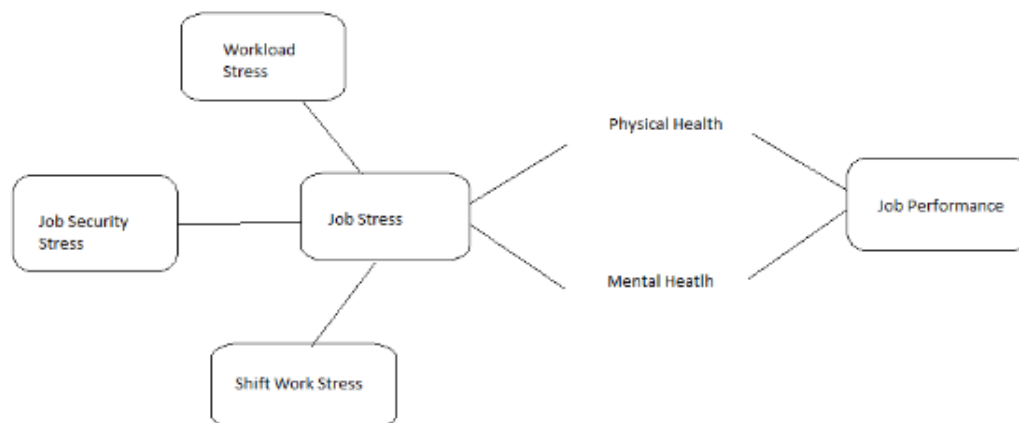 Workload
Stress
Physical Health
Job Security
Stress
Job Stress
Job Performance
Mental Heatlh
Shift Work Stress